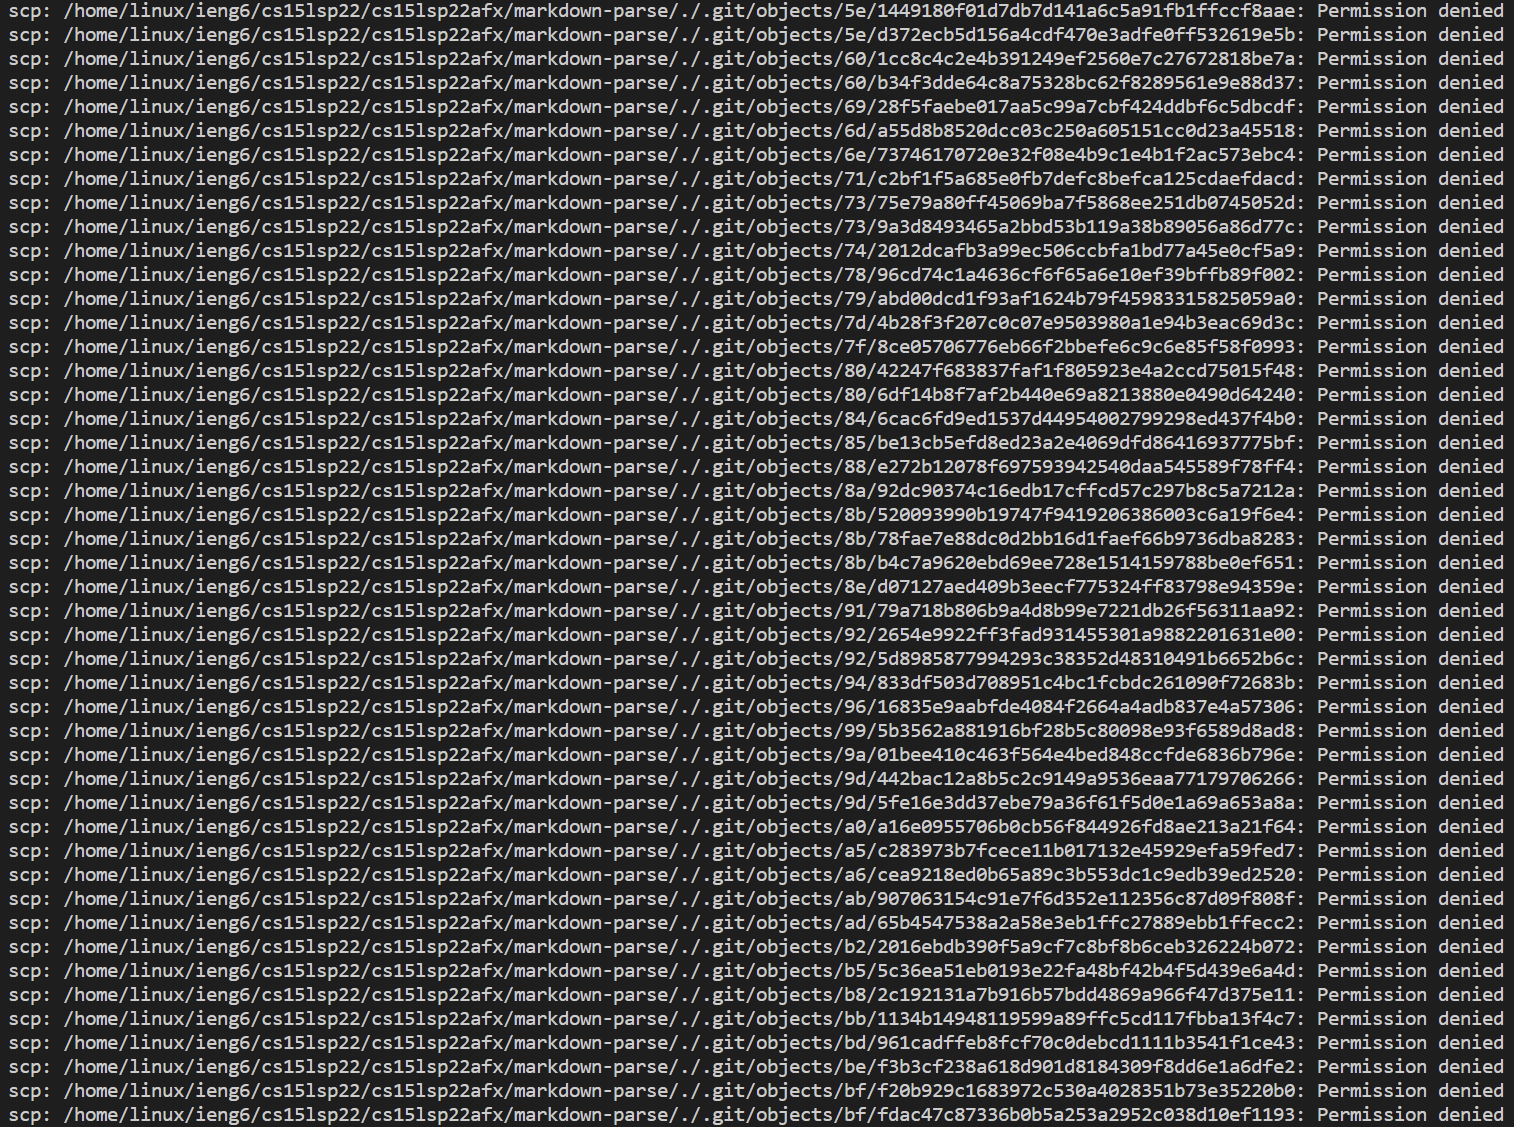 scp: /home/linux/ieng6/cs15lsp22/cs15lsp22afx/markdown-parse/./.git/objects/5e/1449180f01d7db7d141a6c5a91fb1ffccf8aae: Permission denied
scp: /home/linux/ieng6/cs15lsp22/cs15lsp22afx/markdown-parse/./.git/objects/5e/d372ecb5d156a4cdf470e3adfe0ff532619e5b: Permission denied
scp: /home/linux/ieng6/cs15lsp22/cs15lsp22afx/markdown-parse/./.git/objects/60/1cc8c4c2e4b391249ef2560e7c27672818be7a: Permission denied
scp: /home/linux/ieng6/cs15lsp22/cs15lsp22afx/markdown-parse/./.git/objects/60/b34f3dde64c8a75328bc62f8289561e9e88d37: Permission denied
scp: /home/linux/ieng6/cs15lsp22/cs15lsp22afx/markdown-parse/./.git/objects/69/28f5faebe017aa5c99a7cbf424ddbf6c5dbcdf: Permission denied
scp: /home/linux/ieng6/cs15lsp22/cs15lsp22afx/markdown-parse/./.git/objects/6d/a55d8b8520dcc03c250a605151cc0d23a45518: Permission denied
scp: /home/linux/ieng6/cs15lsp22/cs15lsp22afx/markdown-parse/./.git/objects/6e/73746170720e32f08e4b9c1e4b1f2ac573ebc4: Permission denied
scp: /home/linux/ieng6/cs15lsp22/cs15lsp22afx/markdown-parse/./.git/objects/71/c2bf1f5a685e0fb7defc8befca125cdaefdacd: Permission denied
scp: /home/linux/ieng6/cs15lsp22/cs15lsp22afx/markdown-parse/./.git/objects/73/75e79a80ff45069ba7f5868ee251db0745052d: Permission denied
scp: /home/linux/ieng6/cs15lsp22/cs15lsp22afx/markdown-parse/./.git/objects/73/9a3d8493465a2bbd53b119a38b89056a86d77c: Permission denied
scp: /home/linux/ieng6/cs15lsp22/cs15lsp22afx/markdown-parse/./.git/objects/74/2012dcafb3a99ec506ccbfa1bd77a45e0cf5a9: Permission denied
scp: /home/linux/ieng6/cs15lsp22/cs15lsp22afx/markdown-parse/./.git/objects/78/96cd74c1a4636cf6f65a6e10ef39bffb89f002: Permission denied
scp: /home/linux/ieng6/cs15lsp22/cs15lsp22afx/markdown-parse/./.git/objects/79/abd00dcd1f93af1624b79f45983315825059a0: Permission denied
scp: /home/linux/ieng6/cs15lsp22/cs15lsp22afx/markdown-parse/./.git/objects/7d/4b28f3f207c0c07e9503980a1e94b3eac69d3c: Permission denied
scp: /home/linux/ieng6/cs15lsp22/cs15lsp22afx/markdown-parse/./.git/objects/7f/8ce05706776eb66f2bbefe6c9c6e85f58f0993: Permission denied
scp: /home/linux/ieng6/cs15lsp22/cs15lsp22afx/markdown-parse/./.git/objects/80/42247f683837faf1f805923e4a2ccd75015f48: Permission denied
scp: /home/linux/ieng6/cs15lsp22/cs15lsp22afx/markdown-parse/./.git/objects/80/6df14b8f7af2b440e69a8213880e0490d64240: Permission denied
scp: /home/linux/ieng6/cs15lsp22/cs15lsp22afx/markdown-parse/./.git/objects/84/6cac6fd9ed1537d44954002799298ed437f4b0: Permission denied
scp: /home/linux/ieng6/cs15lsp22/cs15lsp22afx/markdown-parse/./.git/objects/85/be13cb5efd8ed23a2e4069dfd86416937775bf: Permission denied
scp: /home/linux/ieng6/cs15lsp22/cs15lsp22afx/markdown-parse/./.git/objects/88/e272b12078f697593942540daa545589f78ff4: Permission denied
scp: /home/linux/ieng6/cs15lsp22/cs15lsp22afx/markdown-parse/./.git/objects/8a/92dc90374c16edb17cffcd57c297b8c5a7212a: Permission denied
scp: /home/linux/ieng6/cs15lsp22/cs15lsp22afx/markdown-parse/./.git/objects/8b/520093990b19747f9419206386003c6a19f6e4: Permission denied
scp: /home/linux/ieng6/cs15lsp22/cs15lsp22afx/markdown-parse/./.git/objects/8b/78fae7e88dc0d2bb16d1faef66b9736dba8283: Permission denied
scp: /home/linux/ieng6/cs15lsp22/cs15lsp22afx/markdown-parse/./.git/objects/8b/b4c7a9620ebd69ee728e1514159788be0ef651: Permission denied
scp: /home/linux/ieng6/cs15lsp22/cs15lsp22afx/markdown-parse/./.git/objects/8e/d07127aed409b3eecf775324ff83798e94359e: Permission denied
scp: /home/linux/ieng6/cs15lsp22/cs15lsp22afx/markdown-parse/./.git/objects/91/79a718b806b9a4d8b99e7221db26f56311aa92: Permission denied
scp: /home/linux/ieng6/cs15lsp22/cs15lsp22afx/markdown-parse/./.git/objects/92/2654e9922ff3fad931455301a9882201631e00: Permission denied
scp: /home/linux/ieng6/cs15lsp22/cs15lsp22afx/markdown-parse/./.git/objects/92/5d8985877994293c38352d48310491b6652b6c: Permission denied
scp: /home/linux/ieng6/cs15lsp22/cs15lsp22afx/markdown-parse/./.git/objects/94/833df503d708951c4bc1fcbdc261090f72683b: Permission denied
scp: /home/linux/ieng6/cs15lsp22/cs15lsp22afx/markdown-parse/./.git/objects/96/16835e9aabfde4084f2664a4adb837e4a57306: Permission denied
scp: /home/linux/ieng6/cs15lsp22/cs15lsp22afx/markdown-parse/./.git/objects/99/5b3562a881916bf28b5c80098e93f6589d8ad8: Permission denied
scp: /home/linux/ieng6/cs15lsp22/cs15lsp22afx/markdown-parse/./.git/objects/9a/01bee410c463f564e4bed848ccfde6836b796e: Permission denied
scp: /home/linux/ieng6/cs15lsp22/cs15lsp22afx/markdown-parse/./.git/objects/9d/442bac12a8b5c2c9149a9536eaa77179706266: Permission denied
scp: /home/linux/ieng6/cs15lsp22/cs15lsp22afx/markdown-parse/./.git/objects/9d/5fe16e3dd37ebe79a36f61f5d0e1a69a653a8a: Permission denied
scp: /home/linux/ieng6/cs15lsp22/cs15lsp22afx/markdown-parse/./.git/objects/a0/a16e0955706b0cb56f844926fd8ae213a21f64: Permission denied
scp: /home/linux/ieng6/cs15lsp22/cs15lsp22afx/markdown-parse/./.git/objects/a5/c283973b7fcece11b017132e45929efa59fed7: Permission denied
scp: /home/linux/ieng6/cs15lsp22/cs15lsp22afx/markdown-parse/./.git/objects/a6/cea9218ed0b65a89c3b553dc1c9edb39ed2520: Permission denied
scp: /home/linux/ieng6/cs15lsp22/cs15lsp22afx/markdown-parse/./.git/objects/ab/907063154c91e7f6d352e112356c87d09f808f: Permission denied
scp: /home/linux/ieng6/cs15lsp22/cs15lsp22afx/markdown-parse/./.git/objects/ad/65b4547538a2a58e3eb1ffc27889ebb1ffecc2: Permission denied
scp: /home/linux/ieng6/cs15lsp22/cs15lsp22afx/markdown-parse/./.git/objects/b2/2016ebdb390f5a9cf7c8bf8b6ceb326224b072: Permission denied
scp: /home/linux/ieng6/cs15lsp22/cs15lsp22afx/markdown-parse/./.git/objects/b5/5c36ea51eb0193e22fa48bf42b4f5d439e6a4d: Permission denied
scp: /home/linux/ieng6/cs15lsp22/cs15lsp22afx/markdown-parse/./.git/objects/b8/2c192131a7b916b57bdd4869a966f47d375e11: Permission denied
scp: /home/linux/ieng6/cs15lsp22/cs15lsp22afx/markdown-parse/./.git/objects/bb/1134b14948119599a89ffc5cd117fbba13f4c7: Permission denied
scp: /home/linux/ieng6/cs15lsp22/cs15lsp22afx/markdown-parse/./.git/objects/bd/961cadffeb8fcf70c0debcd1111b3541f1ce43: Permission denied
scp: /home/linux/ieng6/cs15lsp22/cs15lsp22afx/markdown-parse/./.git/objects/be/f3b3cf238a618d901d8184309f8dd6e1a6dfe2: Permission denied
scp: /home/linux/ieng6/cs15lsp22/cs15lsp22afx/markdown-parse/./.git/objects/bf/f20b929c1683972c530a4028351b73e35220b0: Permission denied
scp: /home/linux/ieng6/cs15lsp22/cs15lsp22afx/markdown-parse/./.git/objects/bf/fdac47c87336b0b5a253a2952c038d10ef1193: Permission denied